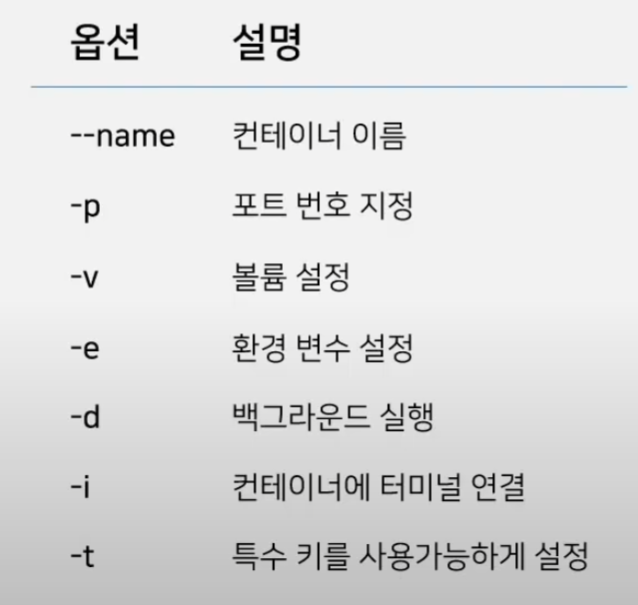 옵션 설명
--name 컨테이너 이름
-p 포트 번호 지정
-v 볼륨 설정
-e 환경 변수 설정
-d 백그라운드 실행
-i 컨테이너에 터미널 연결
-t 특수 키를 사용가능하게 설정